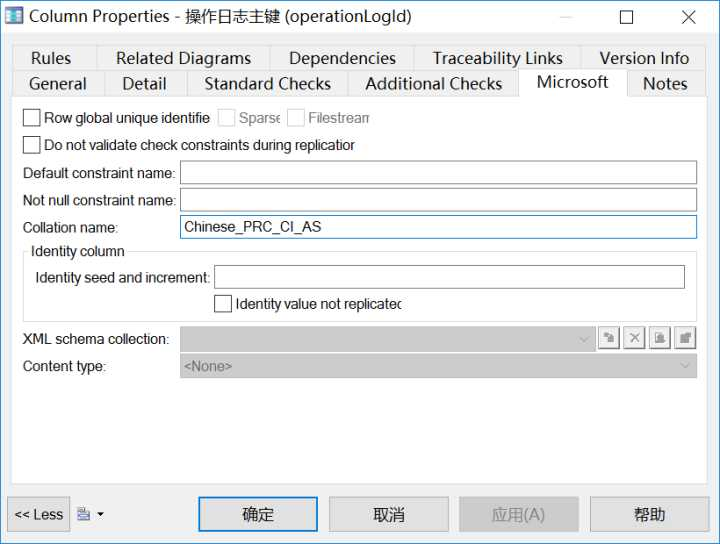 Column Properties - 操作日志主键 (operationLogId)
Rules Related Diagrams Dependencies Traceability Links Version Info
General Detail Standard Checks Additional Checks Microsoft Notes
Row global unique identifie Sparse Filestream
Do not validate check constraints during replication
Default constraint name:
Not null constraint name:
Collation name: Chinese_PRC_CI_AS
Identity column
Identity seed and increment:
Identity value not replicated
XML schema collection:
Content type: <None>
<< Less 确定 取消 应用(A) 帮助